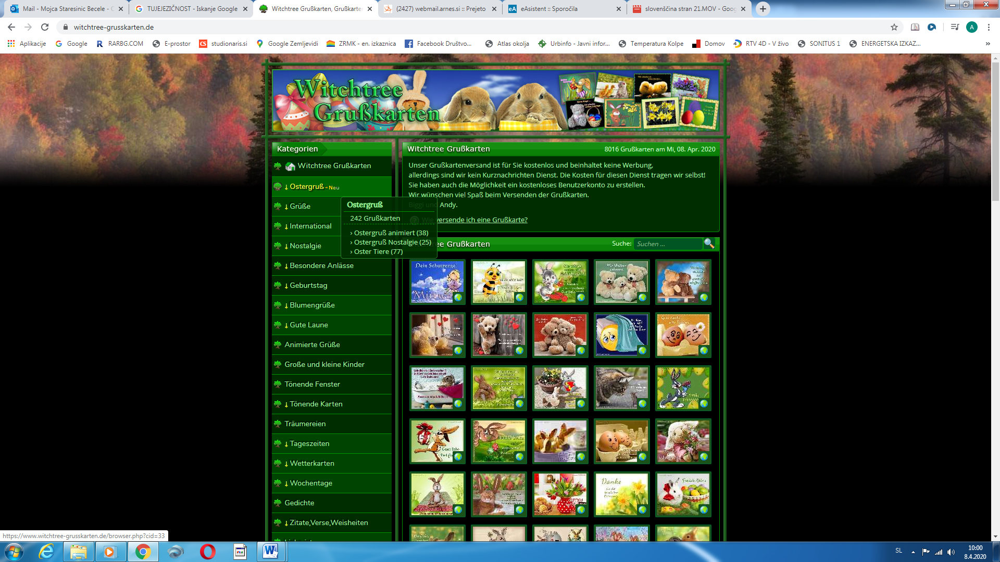 Mail - Mojca Staresinic Becele - O
TUJEJEZIČNOST - Iskanje Google
Witchtree Grußkarten, Grußkarte
(2427) webmail.arnes.si :: Prejeto
eAsistent :: Sporočila
slovenščina stran 21.MOV - Goog
witchtree-grusskarten.de
A
Aplikacije
Google
RARBG.COM
E-prostor
studionaris.si
Google Zemljevidi
ZRMK - en. izkaznica
Facebook Društvo...
Atlas okolja
Urbinfo - Javni infor...
Temperatura Kolpe
Domov
RTV 4D - V živo
SONITUS 1
ENERGETSKA IZKAZ...
»
Witchtree
Grußkarten
Kategorien
Witchtree Grußkarten
↓ Ostergruß - Neu
↓ Grüße
↓ International
↓ Nostalgie
↓ Besondere Anlässe
↓ Geburtstag
↓ Blumengrüße
↓ Gute Laune
Animierte Grüße
Große und kleine Kinder
Tönende Fenster
↓ Tönende Karten
Träumereien
↓ Tageszeiten
↓ Wetterkarten
↓ Wochentage
Gedichte
↓ Zitate,Verse,Weisheiten
Ostergruß
242 Grußkarten
› Ostergruß animiert (38)
› Ostergruß Nostalgie (25)
› Oster Tiere (77)
Witchtree Grußkarten
8016 Grußkarten am Mi, 08. Apr. 2020
Unser Grußkartenversand ist für Sie kostenlos und beinhaltet keine Werbung,
allerdings sind wir kein Kurznachrichten Dienst. Die Kosten für diesen Dienst tragen wir selbst!
Sie haben auch die Möglichkeit ein kostenloses Benutzerkonto zu erstellen.
Wir wünschen viel Spaß beim Versenden der Grußkarten.
Biggi und Andy.
Wie versende ich eine Grußkarte?
ee Grußkarten
Suche:
Suchen ...
Dein Schutzengel
für
Mittwoch
Danke
https://www.witchtree-grusskarten.de/browser.php?cid=33
SL
10:00
8.4.2020